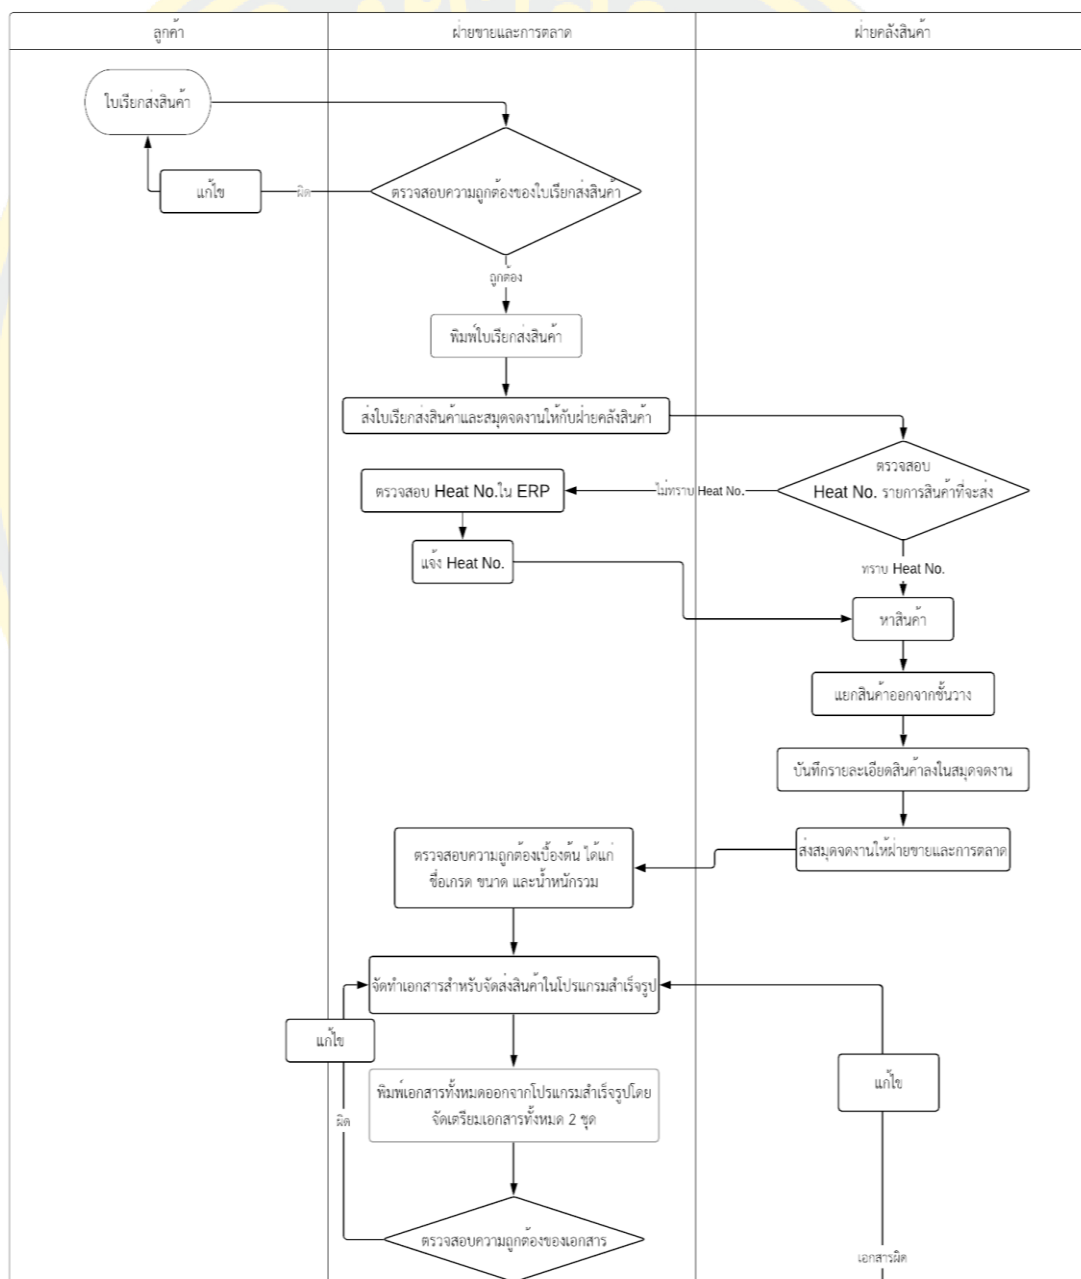 ลูกค้า
ฝ่ายขายและการตลาด
ฝ่ายคลังสินค้า
ใบเรียกส่งสินค้า
แก้ไข
ผิด
ตรวจสอบความถูกต้องของใบเรียกส่งสินค้า
ถูกต้อง
พิมพ์ใบเรียกส่งสินค้า
ส่งใบเรียกส่งสินค้าและสมุดจดงานให้กับฝ่ายคลังสินค้า
ตรวจสอบ
Heat No. รายการสินค้าที่จะส่ง
ไม่ทราบ Heat No.
ตรวจสอบ Heat No.ใน ERP
แจ้ง Heat No.
ทราบ Heat No.
หาสินค้า
แยกสินค้าออกจากชั้นวาง
บันทึกรายละเอียดสินค้าลงในสมุดจดงาน
ส่งสมุดจดงานให้ฝ่ายขายและการตลาด
ตรวจสอบความถูกต้องเบื้องต้น ได้แก่
ชื่อเกรด ขนาด และน้ำหนักรวม
จัดทำเอกสารสำหรับจัดส่งสินค้าในโปรแกรมสำเร็จรูป
แก้ไข
แก้ไข
พิมพ์เอกสารทั้งหมดออกจากโปรแกรมสำเร็จรูปโดย
จัดเตรียมเอกสารทั้งหมด 2 ชุด
ผิด
ตรวจสอบความถูกต้องของเอกสาร
เอกสารผิด